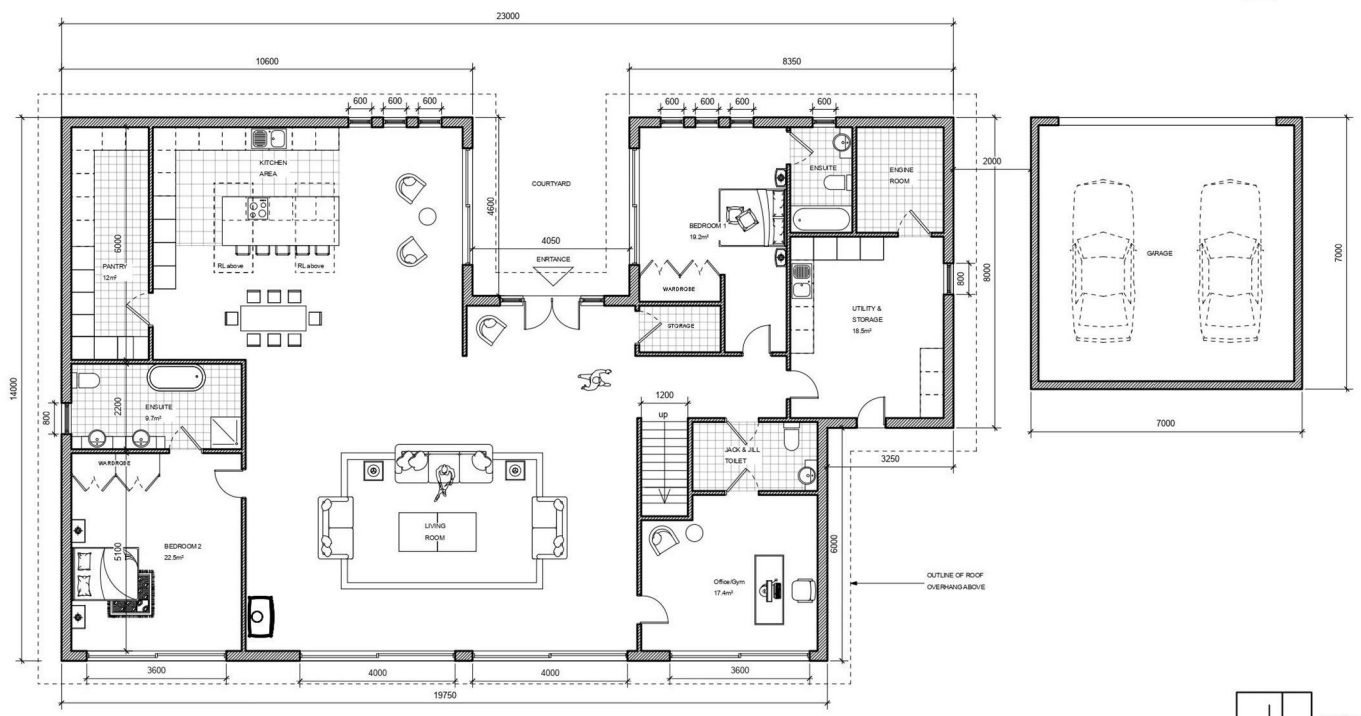 23000
10600
8350
600
600
600
600
600
600
600
2000
KITCHEN
AREA
COURTYARD
ENSUITE
ENGINE
ROOM
4600
4050
BEDROOM 1
19.2m²
6000
PANTRY
12m²
RL above
RL above
ENRTANCE
WARDROBE
GARAGE
800
8000
7000
UTILITY &
STORAGE
18.5m²
STORAGE
14000
800
2200
ENSUITE
9.7m²
1200
up
7000
WARDROBE
JACK & JILL
TOILET
3250
LIVING
ROOM
BEDROOM 2
22.5m²
5100
6000
Office/Gym
17.4m²
OUTLINE OF ROOF
OVERHANG ABOVE
3600
4000
4000
3600
19750